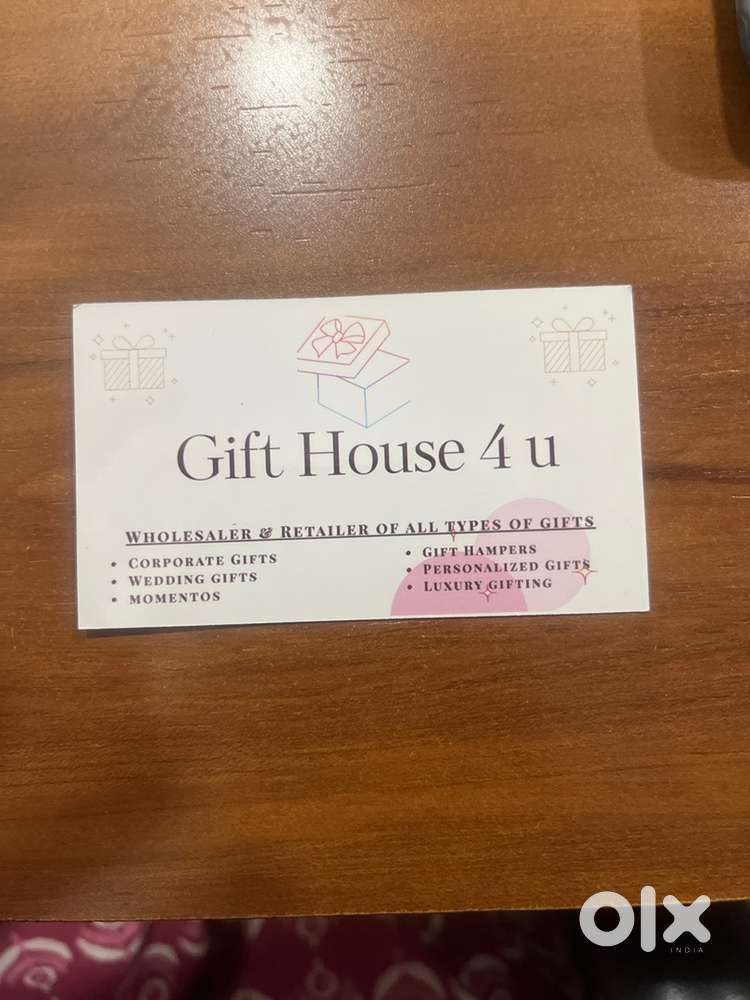 Gift House 4 u
WHOLESALER & RETAILER OF ALL TYPES OF GIFTS
• CORPORATE GIFTS
• WEDDING GIFTS
• MOMENTOS
• GIFT HAMPERS
• PERSONALIZED GIFTS
• LUXURY GIFTING
olx
INDIA